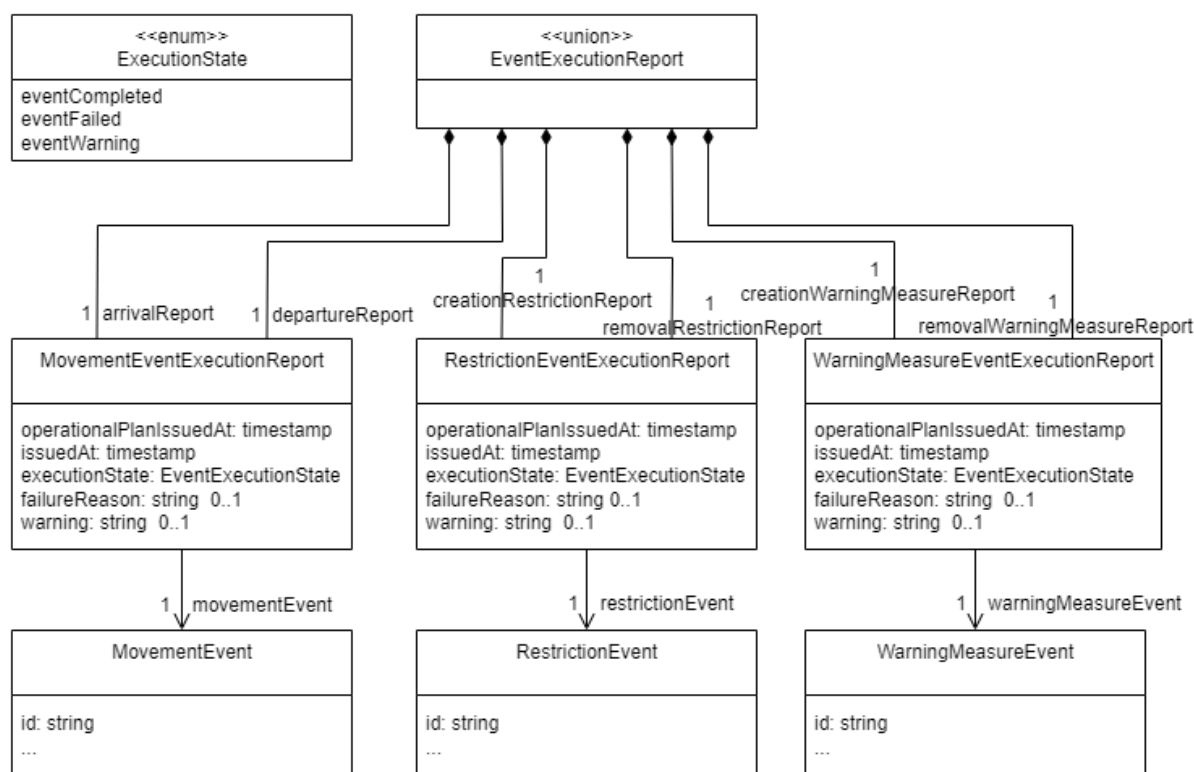 <<enum>>
ExecutionState
eventCompleted
eventFailed
eventWarning
<<union>>
EventExecutionReport
1 arrivalReport
1 departureReport
1
creationRestrictionReport
1
removalRestrictionReport
1
creationWarningMeasureReport
1
removalWarningMeasureReport
MovementEventExecutionReport
operationalPlanIssuedAt: timestamp
issuedAt: timestamp
executionState: EventExecutionState
failureReason: string 0..1
warning: string 0..1
RestrictionEventExecutionReport
operationalPlanIssuedAt: timestamp
issuedAt: timestamp
executionState: EventExecutionState
failureReason: string 0..1
warning: string 0..1
WarningMeasureEventExecutionReport
operationalPlanIssuedAt: timestamp
issuedAt: timestamp
executionState: EventExecutionState
failureReason: string 0..1
warning: string 0..1
1 movementEvent
1 restrictionEvent
1 warningMeasureEvent
MovementEvent
id: string
...
RestrictionEvent
id: string
...
WarningMeasureEvent
id: string
...